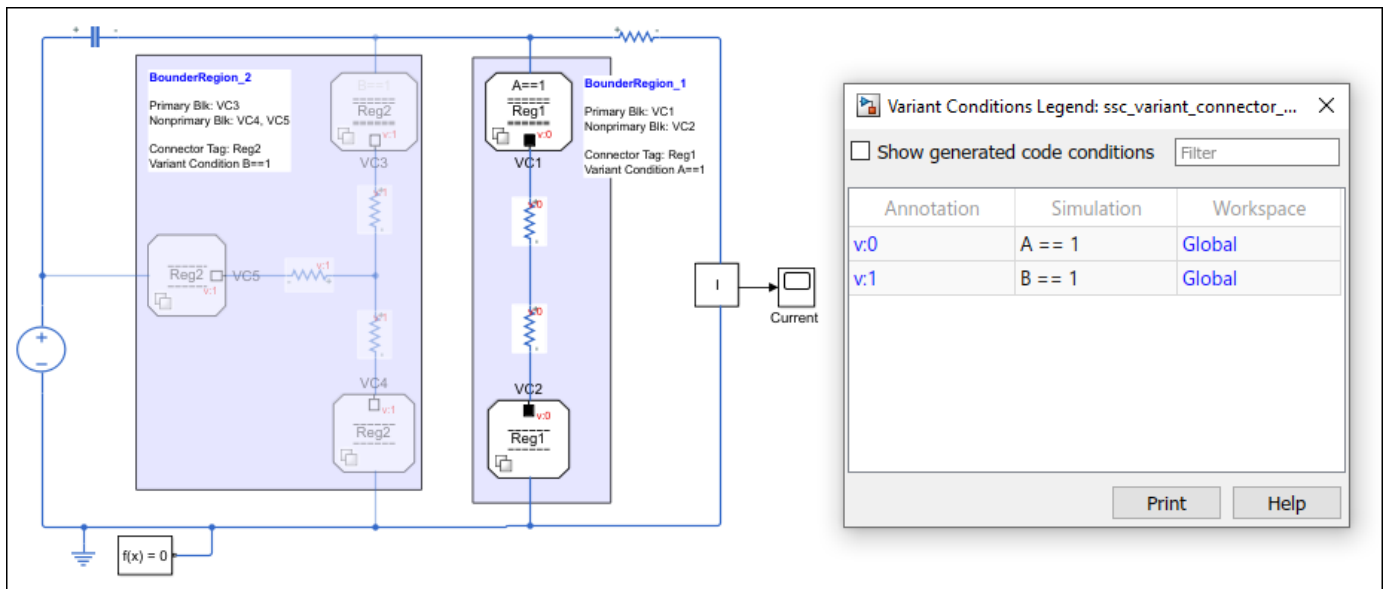 + -
+ -
BounderRegion_2
Primary Blk: VC3
Nonprimary Blk: VC4, VC5
Connector Tag: Reg2
Variant Condition B==1
B==1
Reg2
v:1
VC3
v:1
Reg2
v:1
VC5
v:1
v:1
VC4
v:1
Reg2
A==1
Reg1
v:0
VC1
v:0
v:0
VC2
v:0
Reg1
BounderRegion_1
Primary Blk: VC1
Nonprimary Blk: VC2
Connector Tag: Reg1
Variant Condition A==1
I
Current
+
−
f(x) = 0
Variant Conditions Legend: ssc_variant_connector_...
Show generated code conditions
Filter
Annotation Simulation Workspace
v:0 A == 1 Global
v:1 B == 1 Global
Print Help